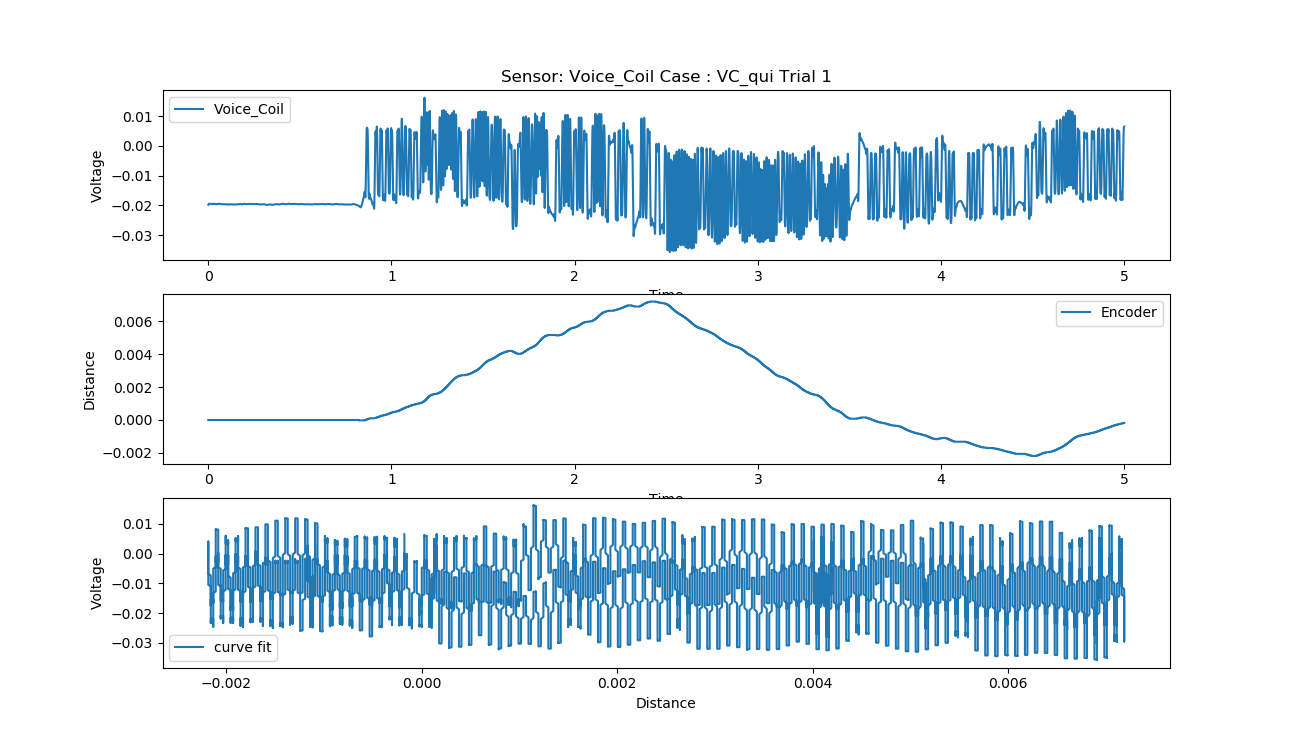 Sensor: Voice_Coil Case : VC_qui Trial 1
Voice_Coil
Voltage
0.01
0.00
−0.01
−0.02
−0.03
0 1 2 3 4 5
Time
Encoder
Distance
0.006
0.004
0.002
0.000
−0.002
0 1 2 3 4 5
Time
Voltage
0.01
0.00
−0.01
−0.02
−0.03
curve fit
−0.002 0.000 0.002 0.004 0.006
Distance